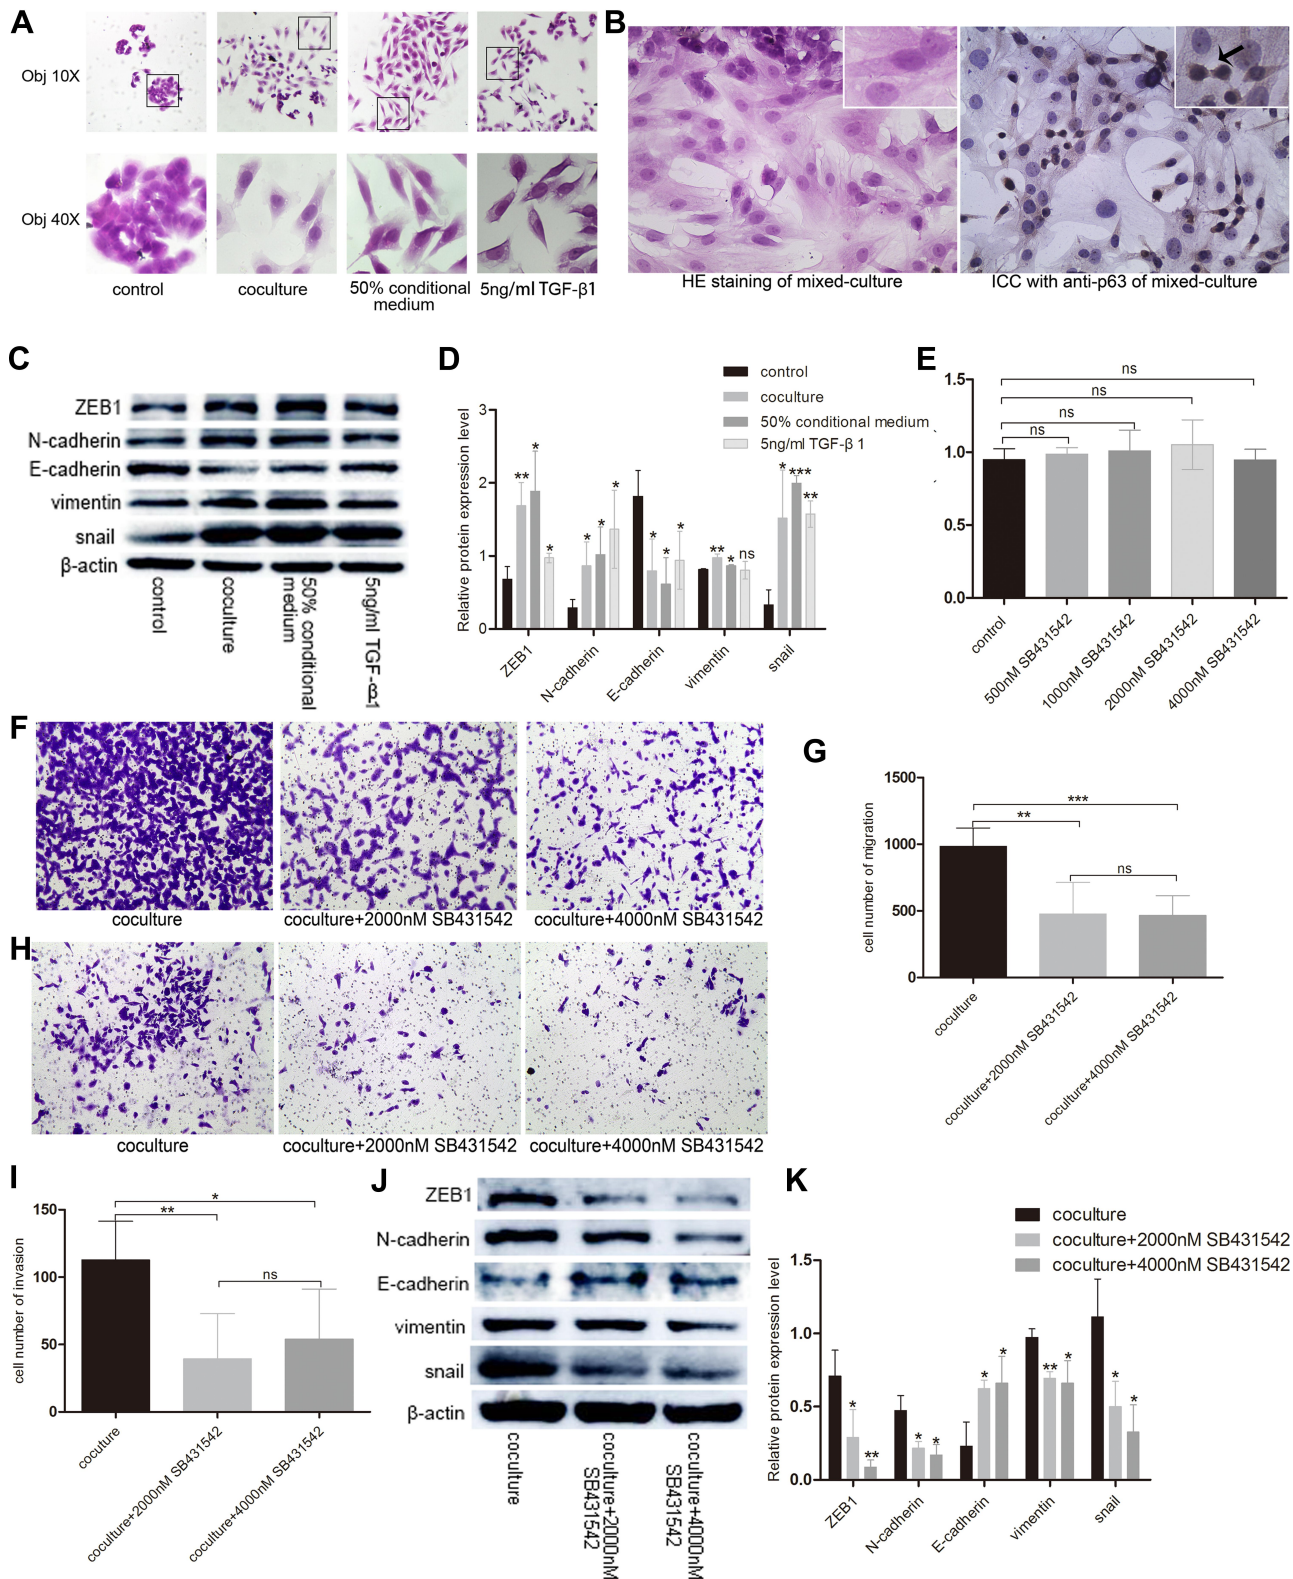 A
Obj 10X
Obj 40X
control
coculture
50% conditional
medium
5ng/ml TGF-β1
B
HE staining of mixed-culture
ICC with anti-p63 of mixed-culture
C
ZEB1
N-cadherin
E-cadherin
vimentin
snail
β-actin
control
coculture
50% conditional
medium
5ng/ml TGF-β1
D
control
coculture
50% conditional medium
5ng/ml TGF-β 1
Relative protein expression level
3
2
1
0
** *
*
* * *
* * *
** * ns
* *** **
ZEB1
N-cadherin
E-cadherin
vimentin
snail
E
1.5
1.0
0.5
0.0
ns
ns
ns
ns
control
500nM SB431542
1000nM SB431542
2000nM SB431542
4000nM SB431542
F
coculture
coculture+2000nM SB431542
coculture+4000nM SB431542
G
cell number of migration
1500
1000
500
0
***
**
ns
coculture
coculture+2000nM SB431542
coculture+4000nM SB431542
H
coculture
coculture+2000nM SB431542
coculture+4000nM SB431542
I
cell number of invasion
150
100
50
0
*
**
ns
coculture
coculture+2000nM SB431542
coculture+4000nM SB431542
J
ZEB1
N-cadherin
E-cadherin
vimentin
snail
β-actin
coculture
coculture+2000nM
SB431542
coculture+4000nM
SB431542
K
coculture
coculture+2000nM SB431542
coculture+4000nM SB431542
Relative protein expression level
1.5
1.0
0.5
0.0
* **
* *
* *
** *
* *
ZEB1
N-cadherin
E-cadherin
vimentin
snail